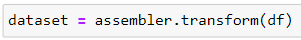 dataset = assembler.transform(df)